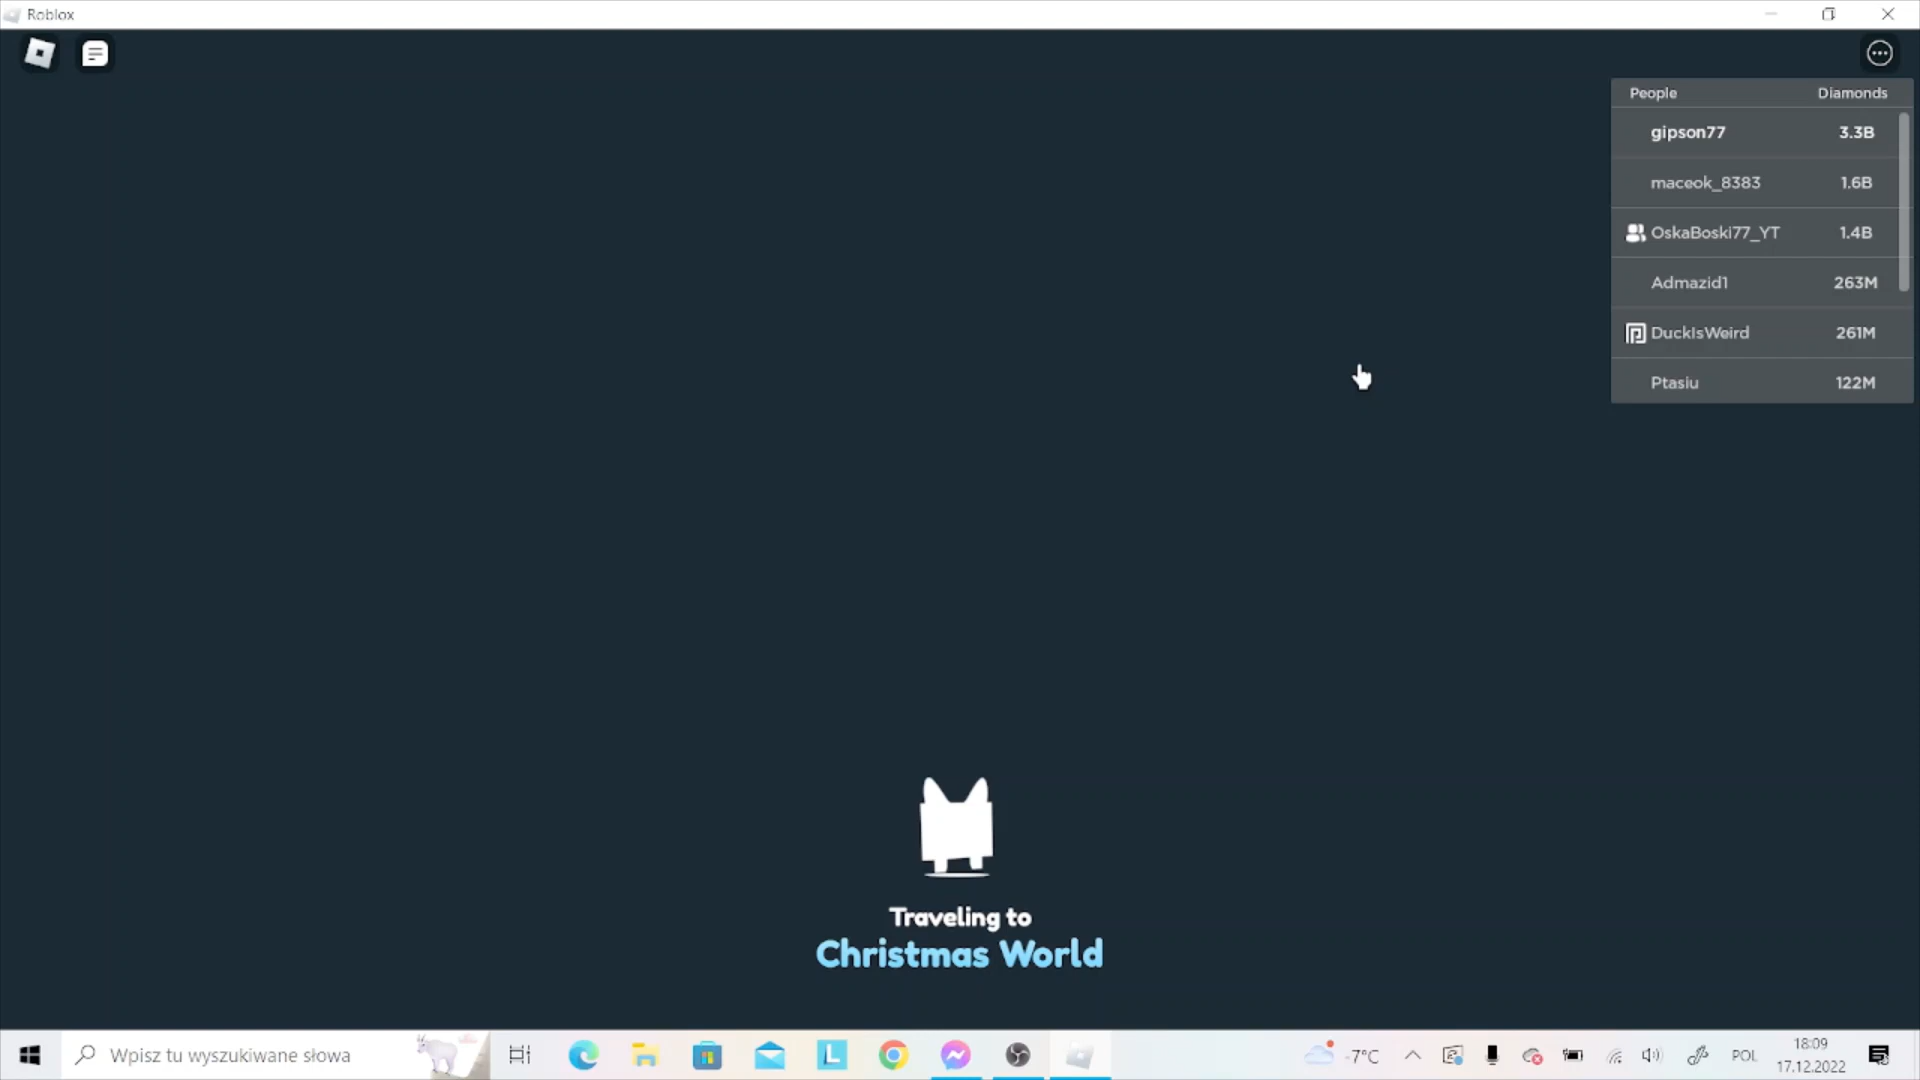 Roblox
People Diamonds
gipson77 3.3B
maceok_8383 1.6B
OskaBoski77_YT 1.4B
Admazid1 263M
DuckIsWeird 261M
Ptasiu 122M
Traveling to
Christmas World
Wpisz tu wyszukiwane słowa
L
-7°C
POL
18:09
17.12.2022